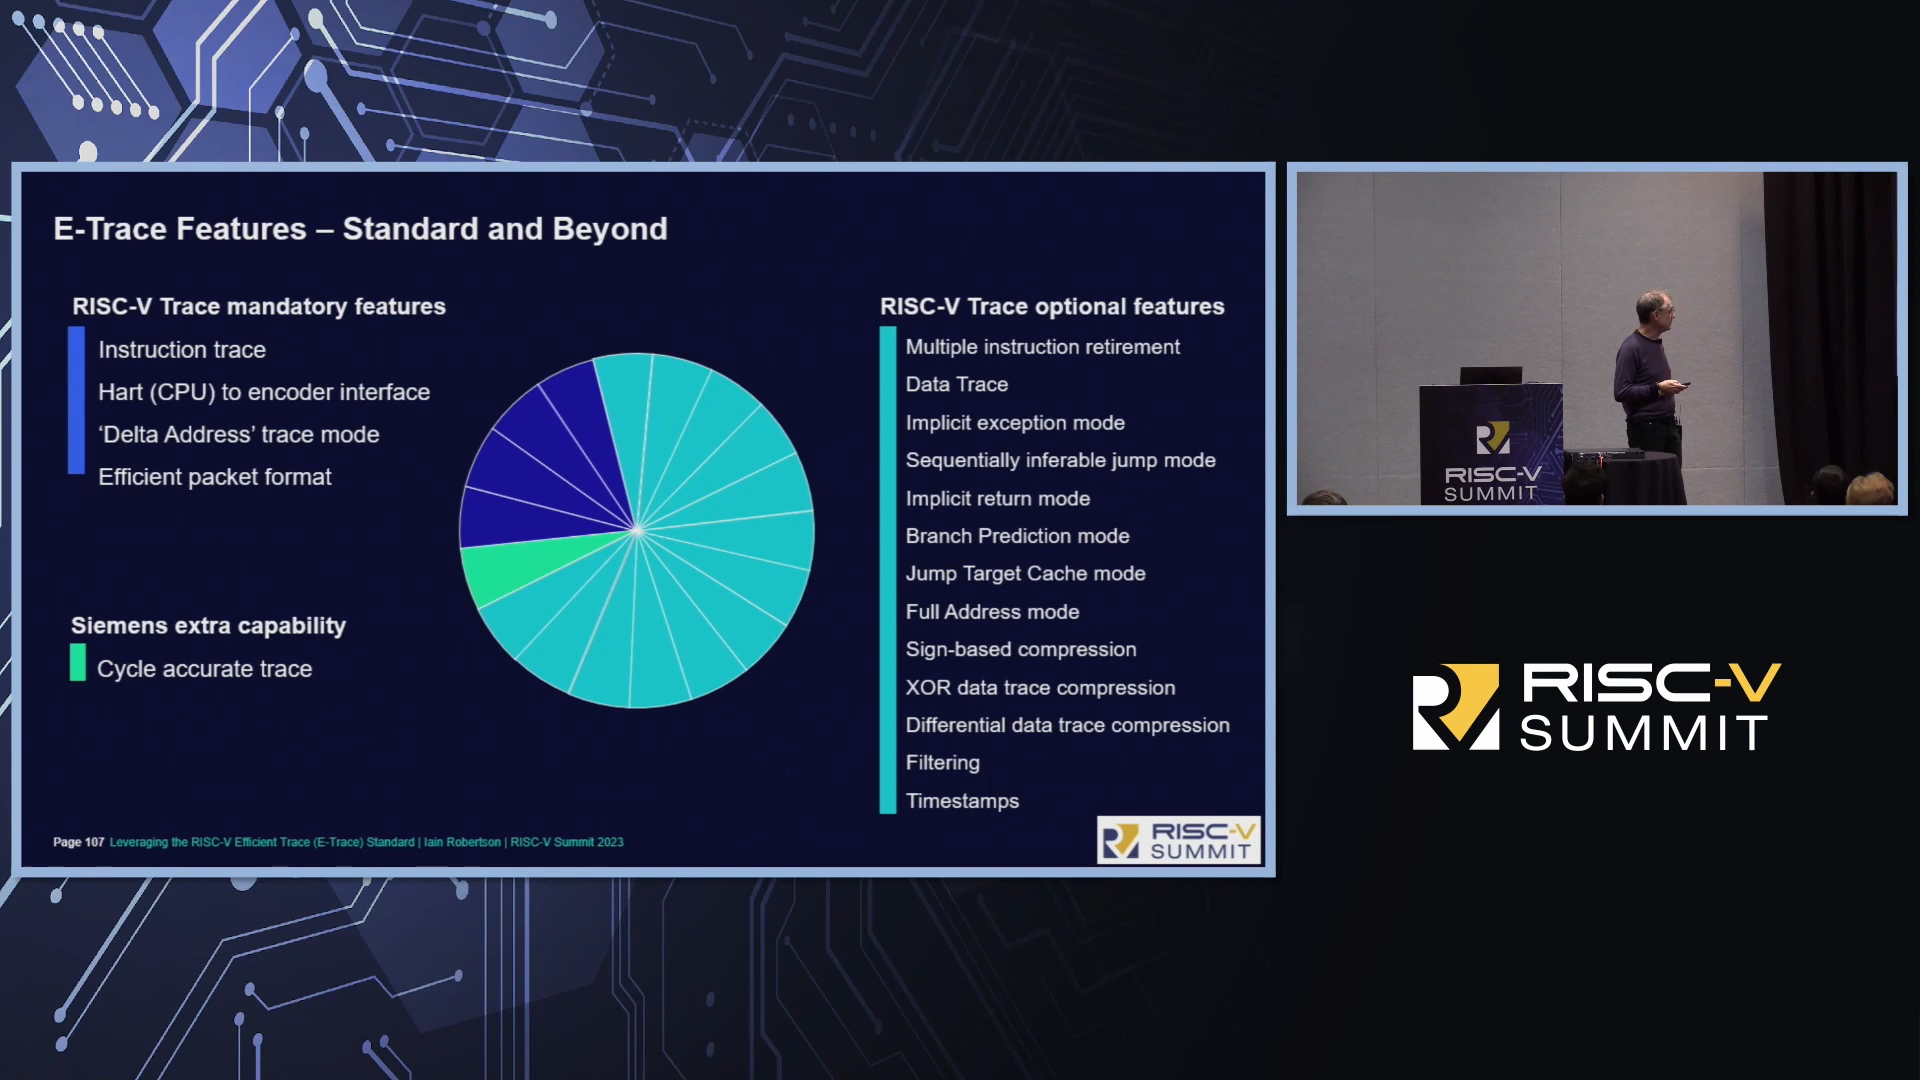 E-Trace Features – Standard and Beyond
RISC-V Trace mandatory features
Instruction trace
Hart (CPU) to encoder interface
‘Delta Address’ trace mode
Efficient packet format
Siemens extra capability
Cycle accurate trace
RISC-V Trace optional features
Multiple instruction retirement
Data Trace
Implicit exception mode
Sequentially inferable jump mode
Implicit return mode
Branch Prediction mode
Jump Target Cache mode
Full Address mode
Sign-based compression
XOR data trace compression
Differential data trace compression
Filtering
Timestamps
Page 107 Leveraging the RISC-V Efficient Trace (E-Trace) Standard | Iain Robertson | RISC-V Summit 2023
RISC-V
SUMMIT
RISC-V
SUMMIT
RISC-V
SUMMIT